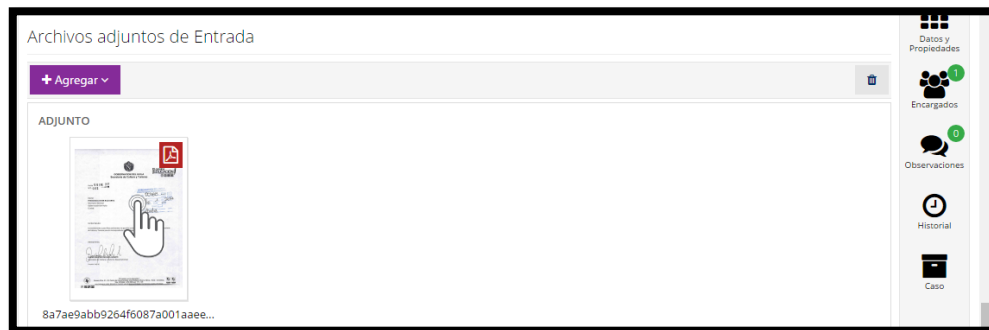 Archivos adjuntos de Entrada
+ Agregar
ADJUNTO
8a7ae9abb9264f6087a001aaee...
Datos y
Propiedades
1
Encargados
0
Observaciones
Historial
Caso